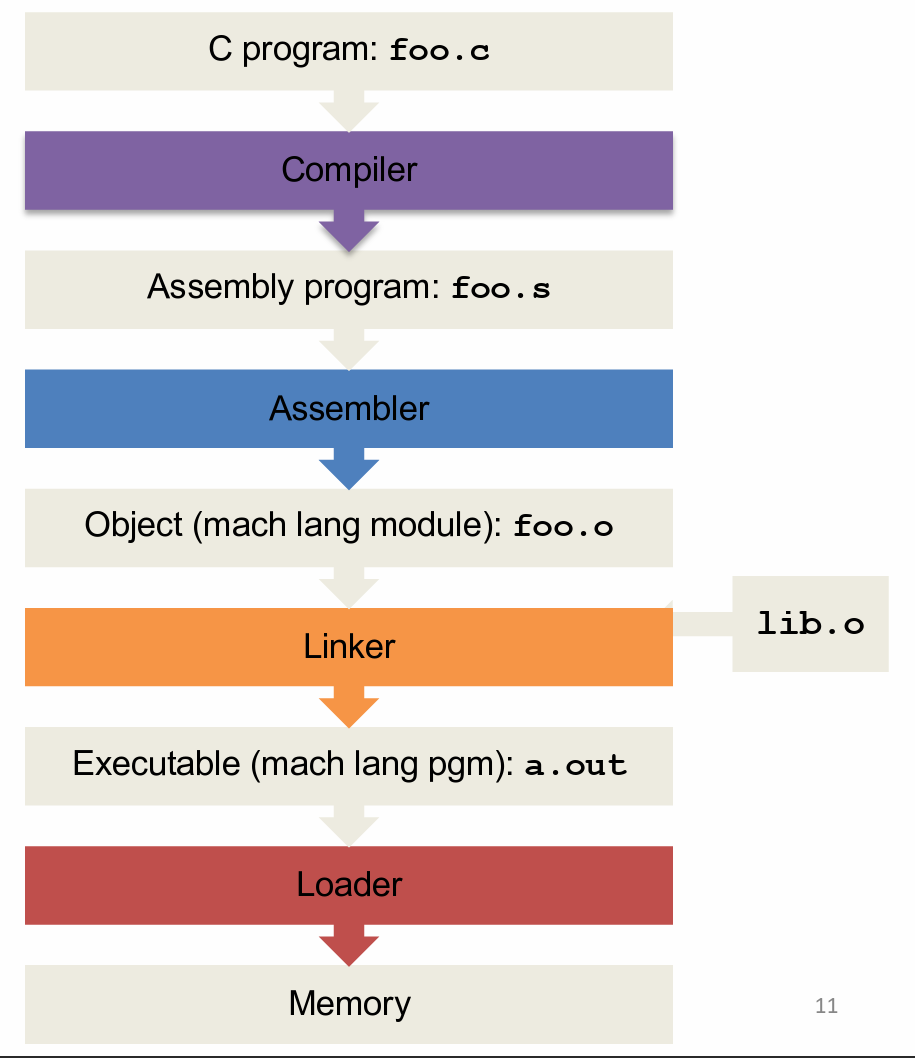 C program: foo.c
Compiler
Assembly program: foo.s
Assembler
Object (mach lang module): foo.o
lib.o
Linker
Executable (mach lang pgm): a.out
Loader
Memory
11